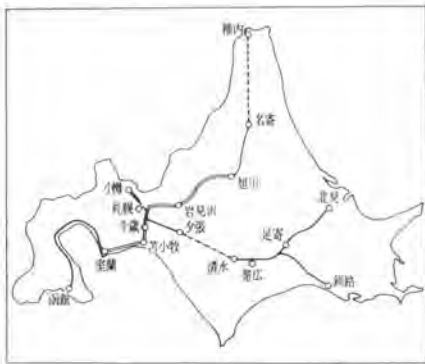 稚内
名寄
旭川
北見
小樽
札幌
岩見沢
千歳
夕張
足寄
苫小牧
清水
帯広
室蘭
釧路
函館